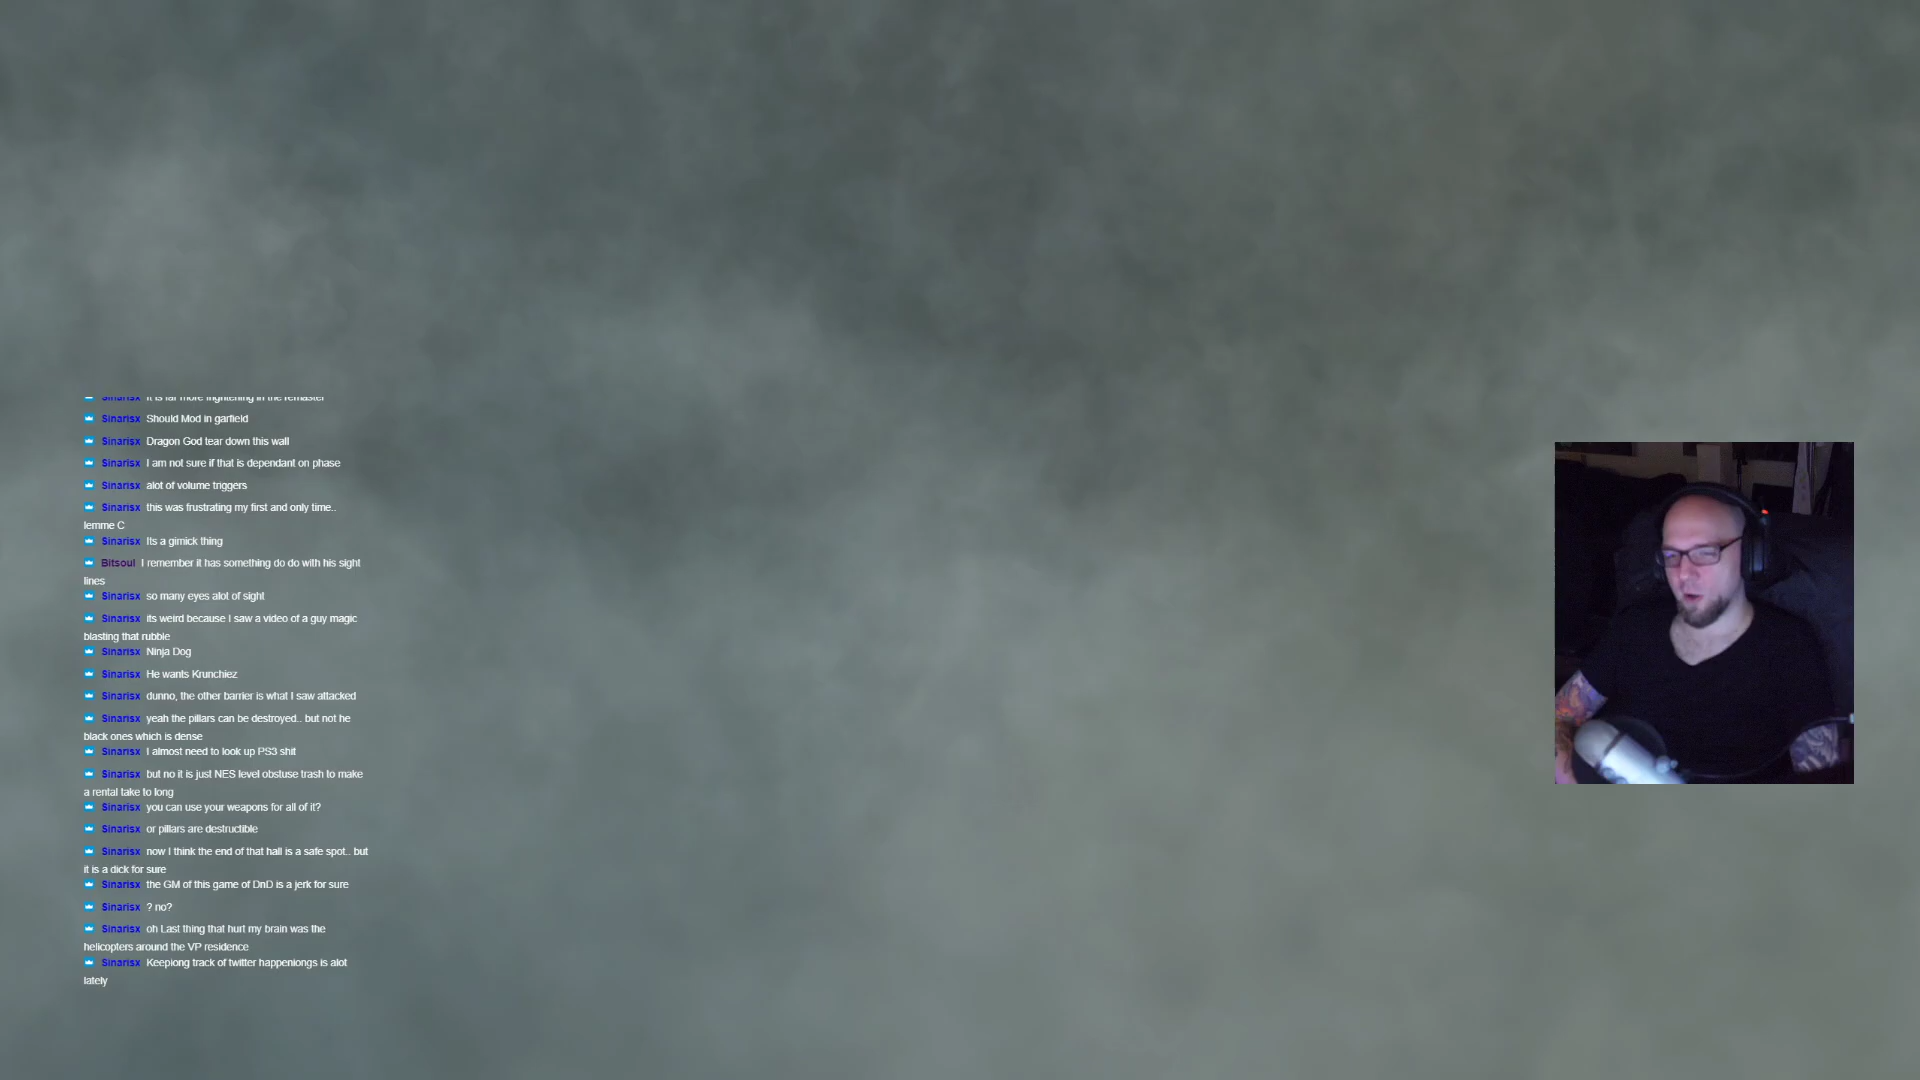 Sinarisx It is far more frightening in the remaster
Sinarisx Should Mod in garfield
Sinarisx Dragon God tear down this wall
Sinarisx I am not sure if that is dependant on phase
Sinarisx alot of volume triggers
Sinarisx this was frustrating my first and only time..
lemme C
Sinarisx Its a gimick thing
Bitsoul I remember it has something do do with his sight
lines
Sinarisx so many eyes alot of sight
Sinarisx its weird because I saw a video of a guy magic
blasting that rubble
Sinarisx Ninja Dog
Sinarisx He wants Krunchiez
Sinarisx dunno, the other barrier is what I saw attacked
Sinarisx yeah the pillars can be destroyed.. but not he
black ones which is dense
Sinarisx I almost need to look up PS3 shit
Sinarisx but no it is just NES level obstuse trash to make
a rental take to long
Sinarisx you can use your weapons for all of it?
Sinarisx or pillars are destructible
Sinarisx now I think the end of that hall is a safe spot.. but
it is a dick for sure
Sinarisx the GM of this game of DnD is a jerk for sure
Sinarisx ? no?
Sinarisx oh Last thing that hurt my brain was the
helicopters around the VP residence
Sinarisx Keepiong track of twitter happeniongs is alot
lately